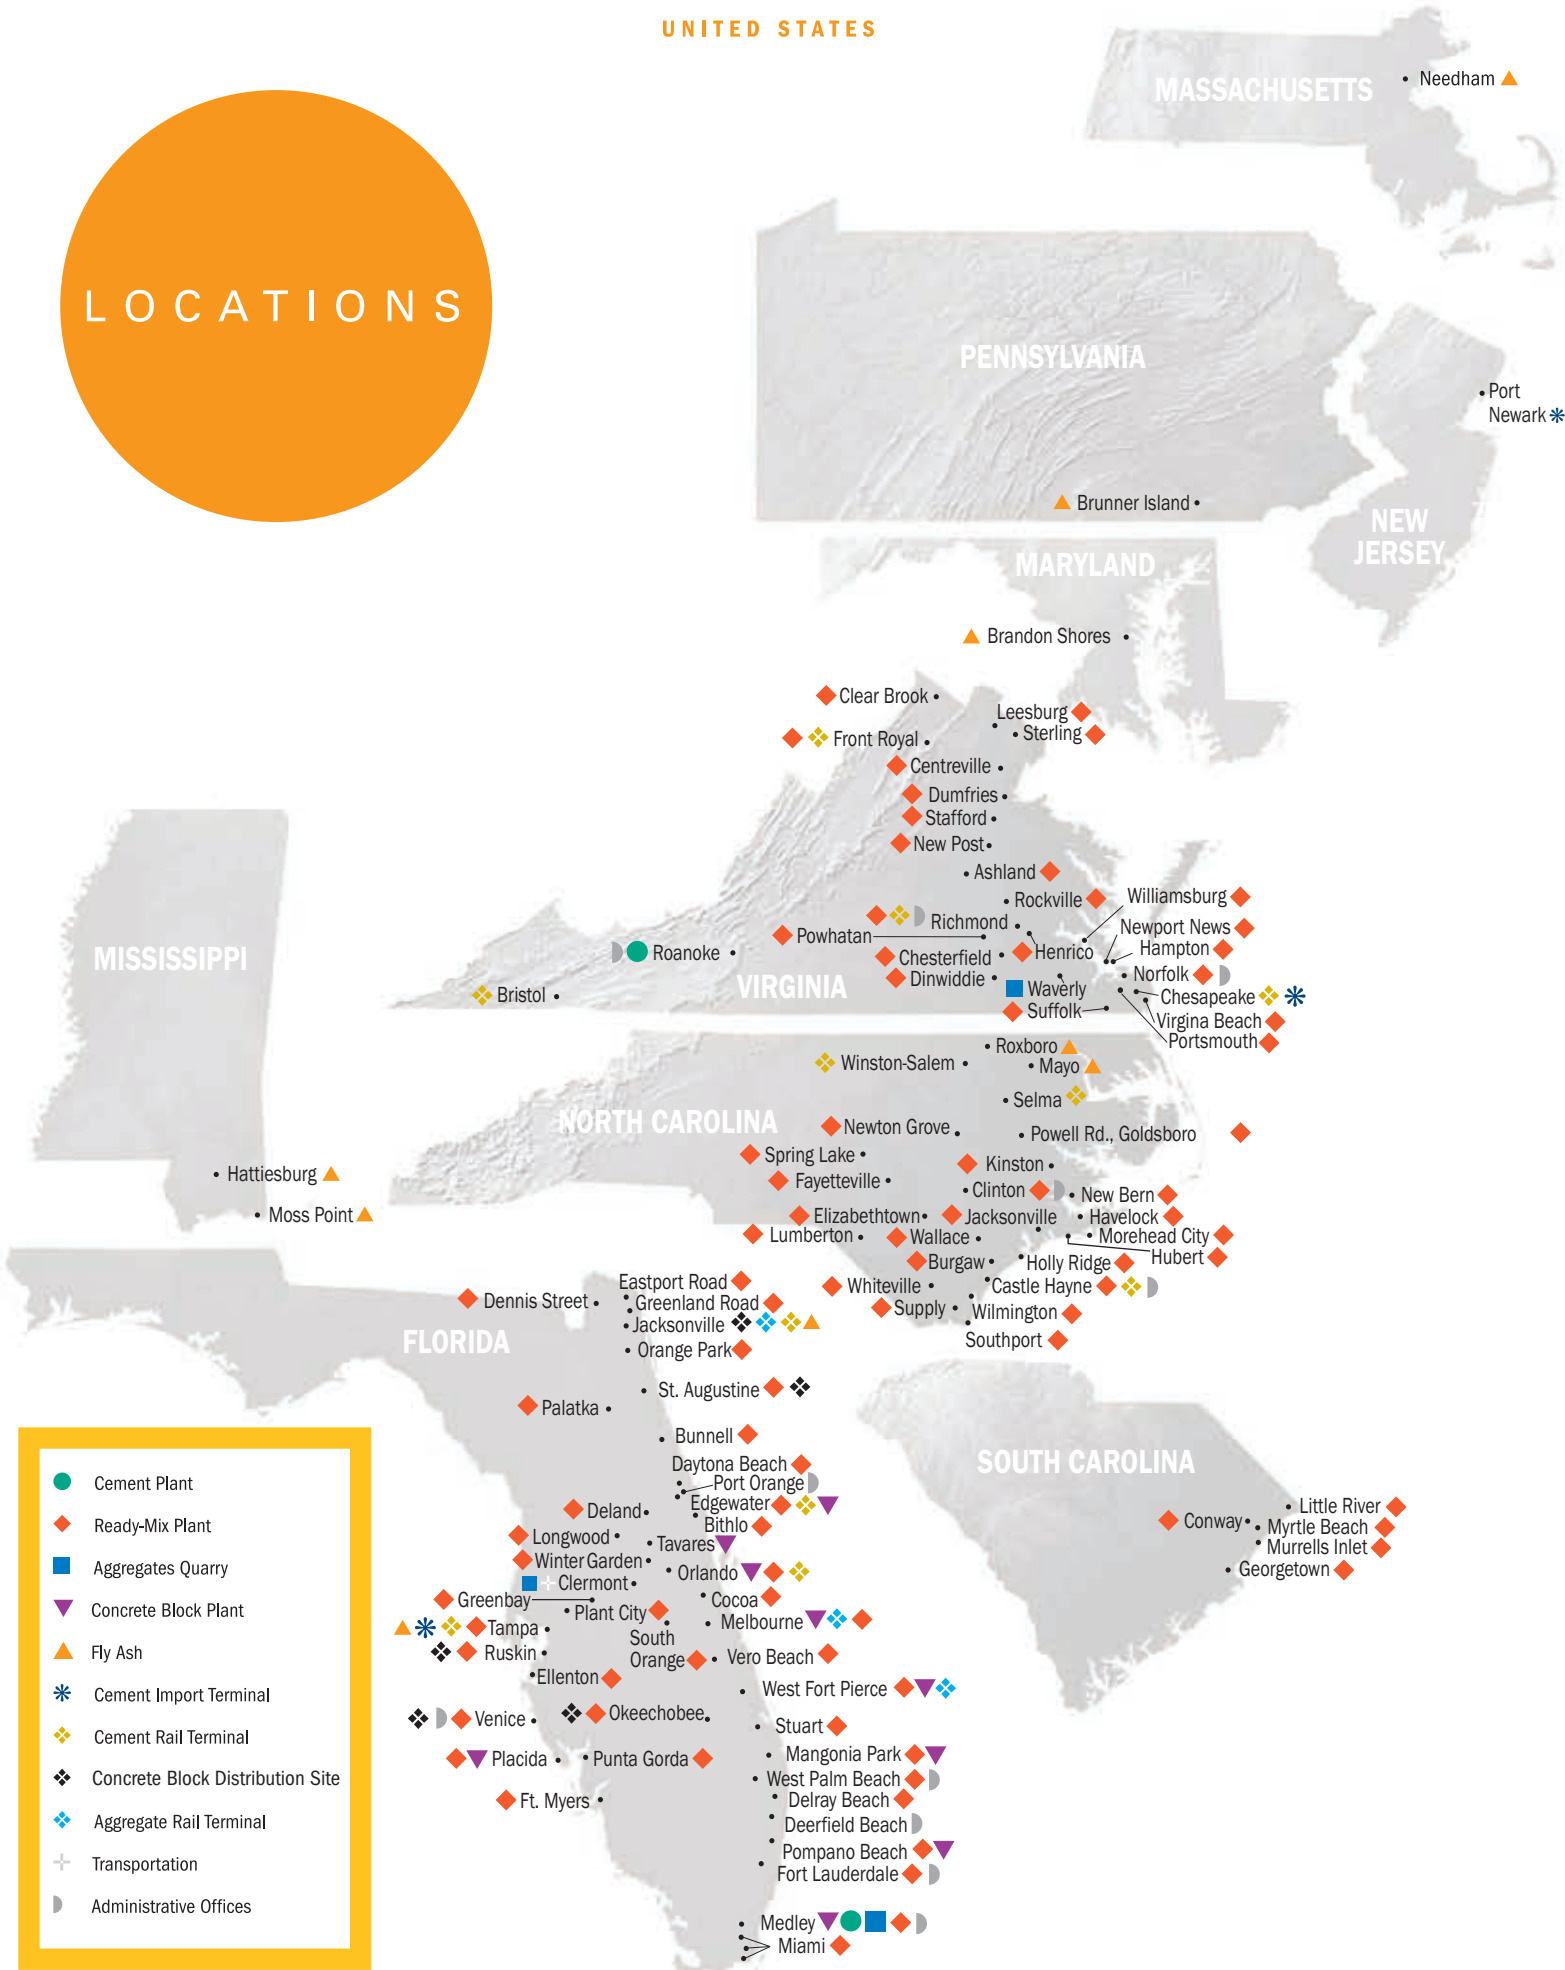 UNITED STATES
LOCATIONS
MASSACHUSETTS
Needham
PENNSYLVANIA
Port
Newark
Brunner Island
NEW
JERSEY
MARYLAND
Brandon Shores
Clear Brook
Leesburg
Sterling
Front Royal
Centreville
Dumfries
Stafford
New Post
Ashland
Rockville
Williamsburg
Richmond
Newport News
Powhatan
Henrico
Hampton
Roanoke
Chesterfield
Norfolk
Dinwiddie
VIRGINIA
Waverly
Bristol
Chesapeake
Suffolk
Virgina Beach
Portsmouth
MISSISSIPPI
Hattiesburg
Moss Point
Roxboro
Winston-Salem
Mayo
Selma
NORTH CAROLINA
Newton Grove
Powell Rd., Goldsboro
Spring Lake
Kinston
Fayetteville
Clinton
New Bern
Elizabethtown
Jacksonville
Havelock
Lumberton
Wallace
Morehead City
Hubert
Burgaw
Holly Ridge
Whiteville
Castle Hayne
Supply
Wilmington
Southport
Eastport Road
Dennis Street
Greenland Road
Jacksonville
FLORIDA
Orange Park
St. Augustine
Palatka
Bunnell
Daytona Beach
Port Orange
Edgewater
Deland
Bithlo
Longwood
Tavares
Winter Garden
Orlando
Clermont
Greenbay
Cocoa
Plant City
Melbourne
Tampa
South
Orange
Ruskin
Vero Beach
Ellenton
West Fort Pierce
Okeechobee
Venice
Stuart
Placida
Punta Gorda
Mangonia Park
West Palm Beach
Ft. Myers
Delray Beach
Deerfield Beach
Pompano Beach
Fort Lauderdale
Medley
Miami
SOUTH CAROLINA
Little River
Conway
Myrtle Beach
Murrells Inlet
Georgetown
Cement Plant
Ready-Mix Plant
Aggregates Quarry
Concrete Block Plant
Fly Ash
Cement Import Terminal
Cement Rail Terminal
Concrete Block Distribution Site
Aggregate Rail Terminal
Transportation
Administrative Offices